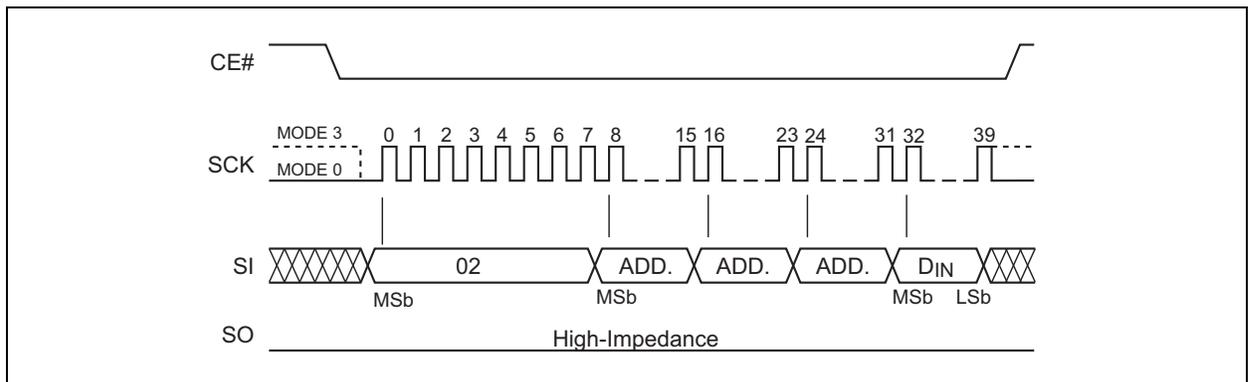 CE#
MODE 3 0 1 2 3 4 5 6 7 8 15 16 23 24 31 32 39
SCK
MODE 0
SI 02 ADD. ADD. ADD. DIN
MSb MSb MSb LSb
SO High-Impedance